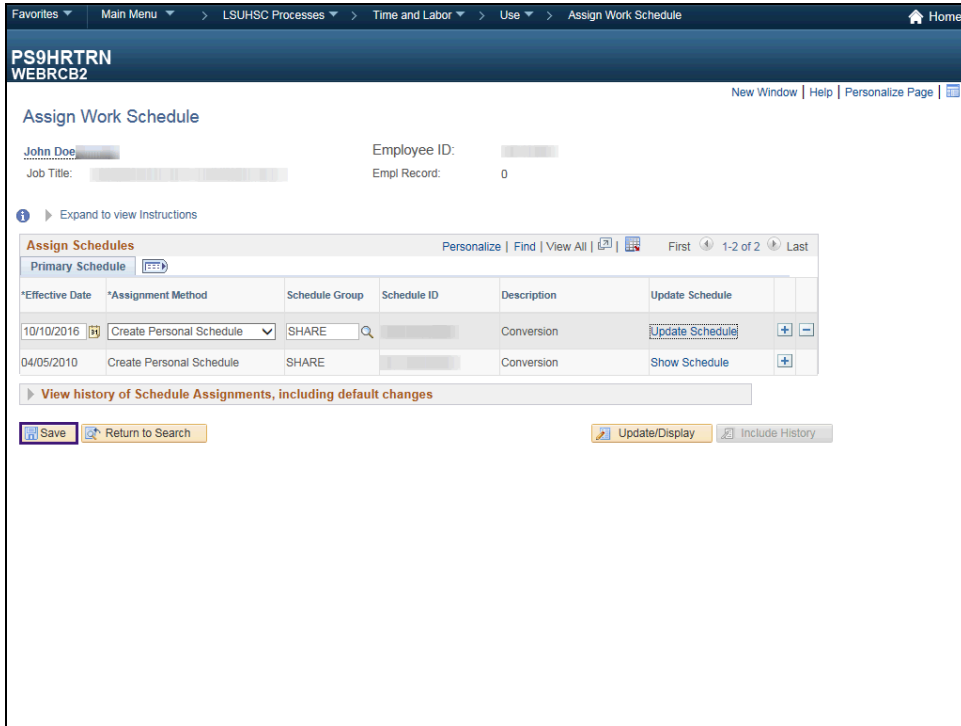 Favorites Main Menu > LSUHSC Processes > Time and Labor > Use > Assign Work Schedule Home
PS9HRTRN
WEBRCB2
New Window | Help | Personalize Page |
Assign Work Schedule
John Doe Employee ID:
Job Title: Empl Record: 0
Expand to view Instructions
Assign Schedules Personalize | Find | View All | | First 1-2 of 2 Last
Primary Schedule
*Effective Date *Assignment Method Schedule Group Schedule ID Description Update Schedule
10/10/2016 Create Personal Schedule SHARE Conversion Update Schedule
04/05/2010 Create Personal Schedule SHARE Conversion Show Schedule
View history of Schedule Assignments, including default changes
Save Return to Search Update/Display Include History